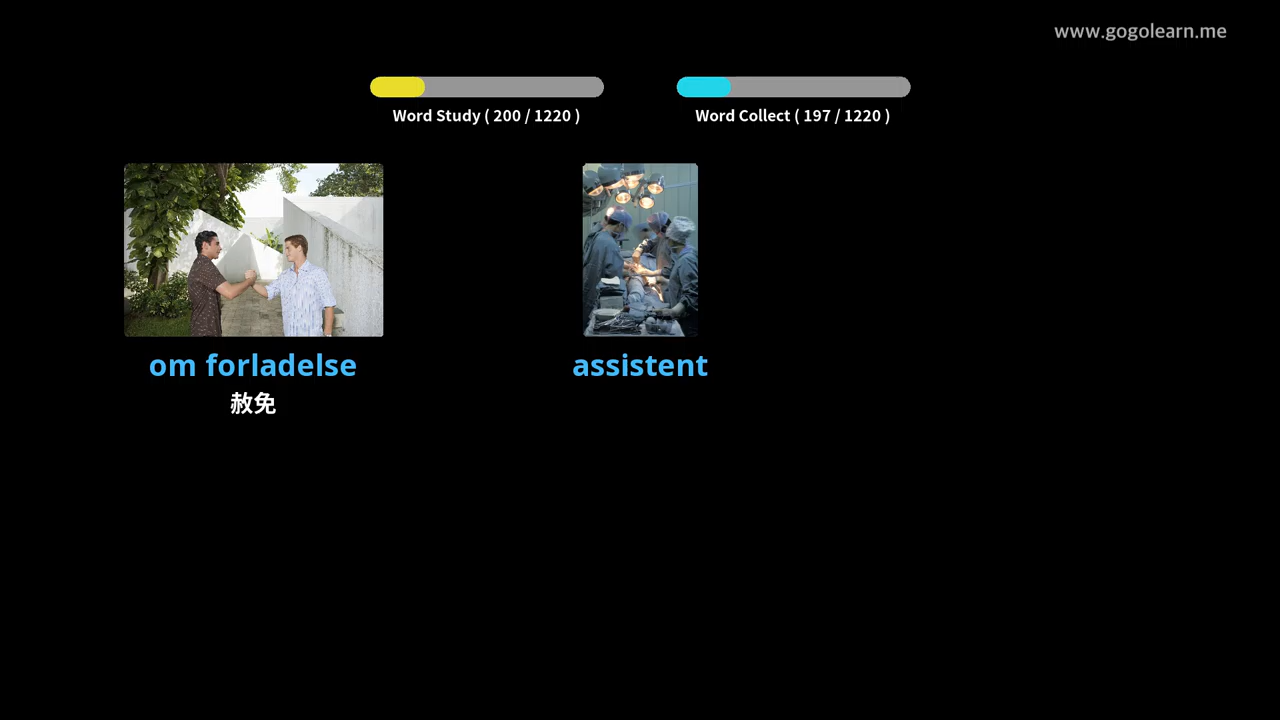 www.gogolearn.me
Word Study ( 200 / 1220 )
Word Collect ( 197 / 1220 )
om forladelse
赦免
assistent